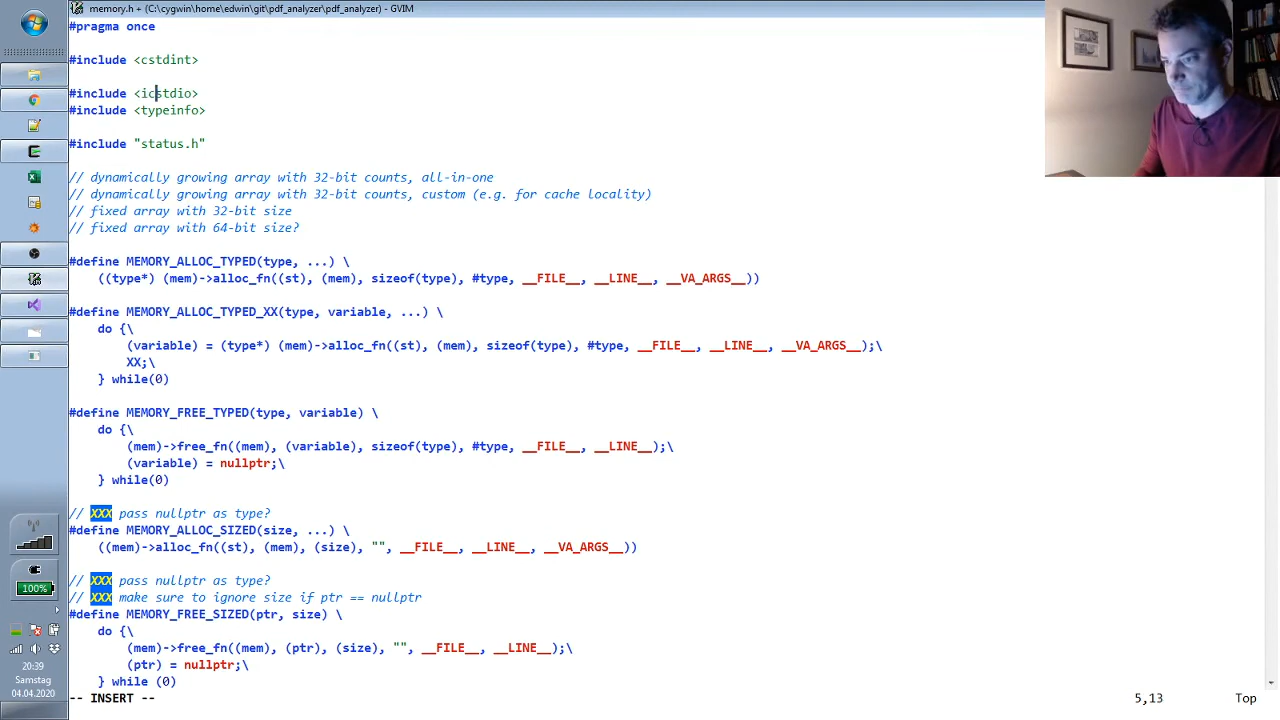 memory.h + (C:\cygwin\home\edwin\git\pdf_analyzer\pdf_analyzer) - GVIM
#pragma once
#include <cstdint>
#include <icstdio>
#include <typeinfo>
#include "status.h"
// dynamically growing array with 32-bit counts, all-in-one
// dynamically growing array with 32-bit counts, custom (e.g. for cache locality)
// fixed array with 32-bit size
// fixed array with 64-bit size?
#define MEMORY_ALLOC_TYPED(type, ...) \
((type*) (mem)->alloc_fn((st), (mem), sizeof(type), #type, __FILE__, __LINE__, __VA_ARGS__))
#define MEMORY_ALLOC_TYPED_XX(type, variable, ...) \
do {\
(variable) = (type*) (mem)->alloc_fn((st), (mem), sizeof(type), #type, __FILE__, __LINE__, __VA_ARGS__);\
XX;\
} while(0)
#define MEMORY_FREE_TYPED(type, variable) \
do {\
(mem)->free_fn((mem), (variable), sizeof(type), #type, __FILE__, __LINE__);\
(variable) = nullptr;\
} while(0)
// XXX pass nullptr as type?
#define MEMORY_ALLOC_SIZED(size, ...) \
((mem)->alloc_fn((st), (mem), (size), "", __FILE__, __LINE__, __VA_ARGS__))
// XXX pass nullptr as type?
// XXX make sure to ignore size if ptr == nullptr
#define MEMORY_FREE_SIZED(ptr, size) \
do {\
(mem)->free_fn((mem), (ptr), (size), "", __FILE__, __LINE__);\
(ptr) = nullptr;\
} while (0)
-- INSERT --
5,13
Top
100%
20:39
Samstag
04.04.2020